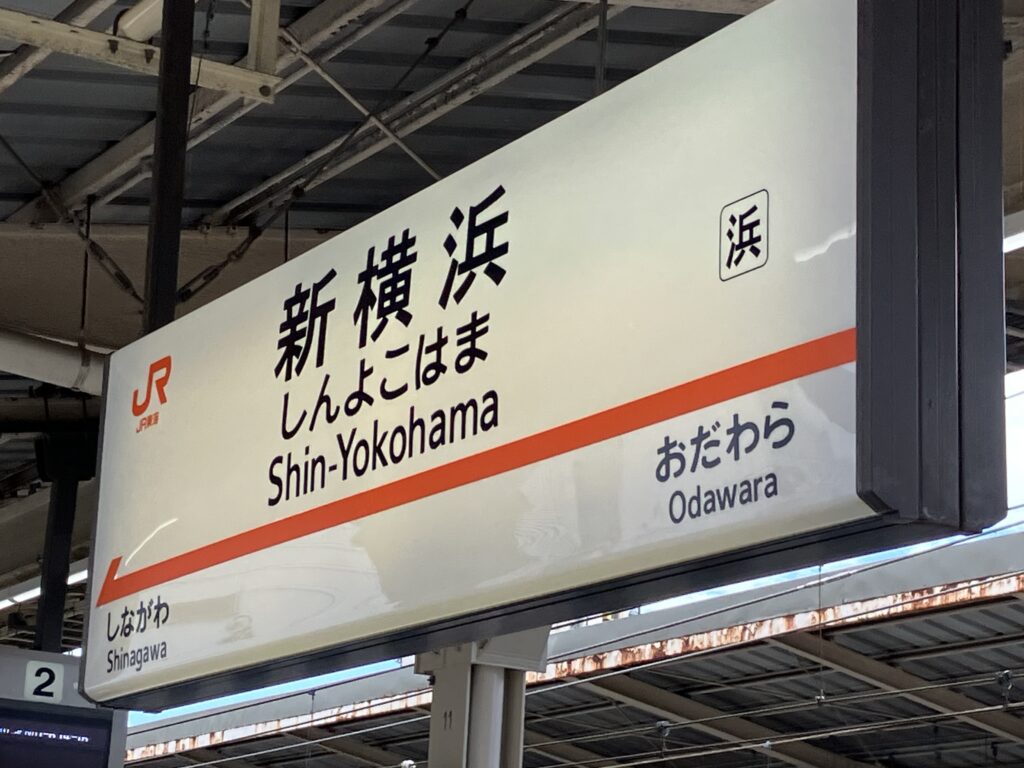 JR
JR東海
新横浜
しんよこはま
Shin-Yokohama
浜
しながわ
Shinagawa
おだわら
Odawara
2
11